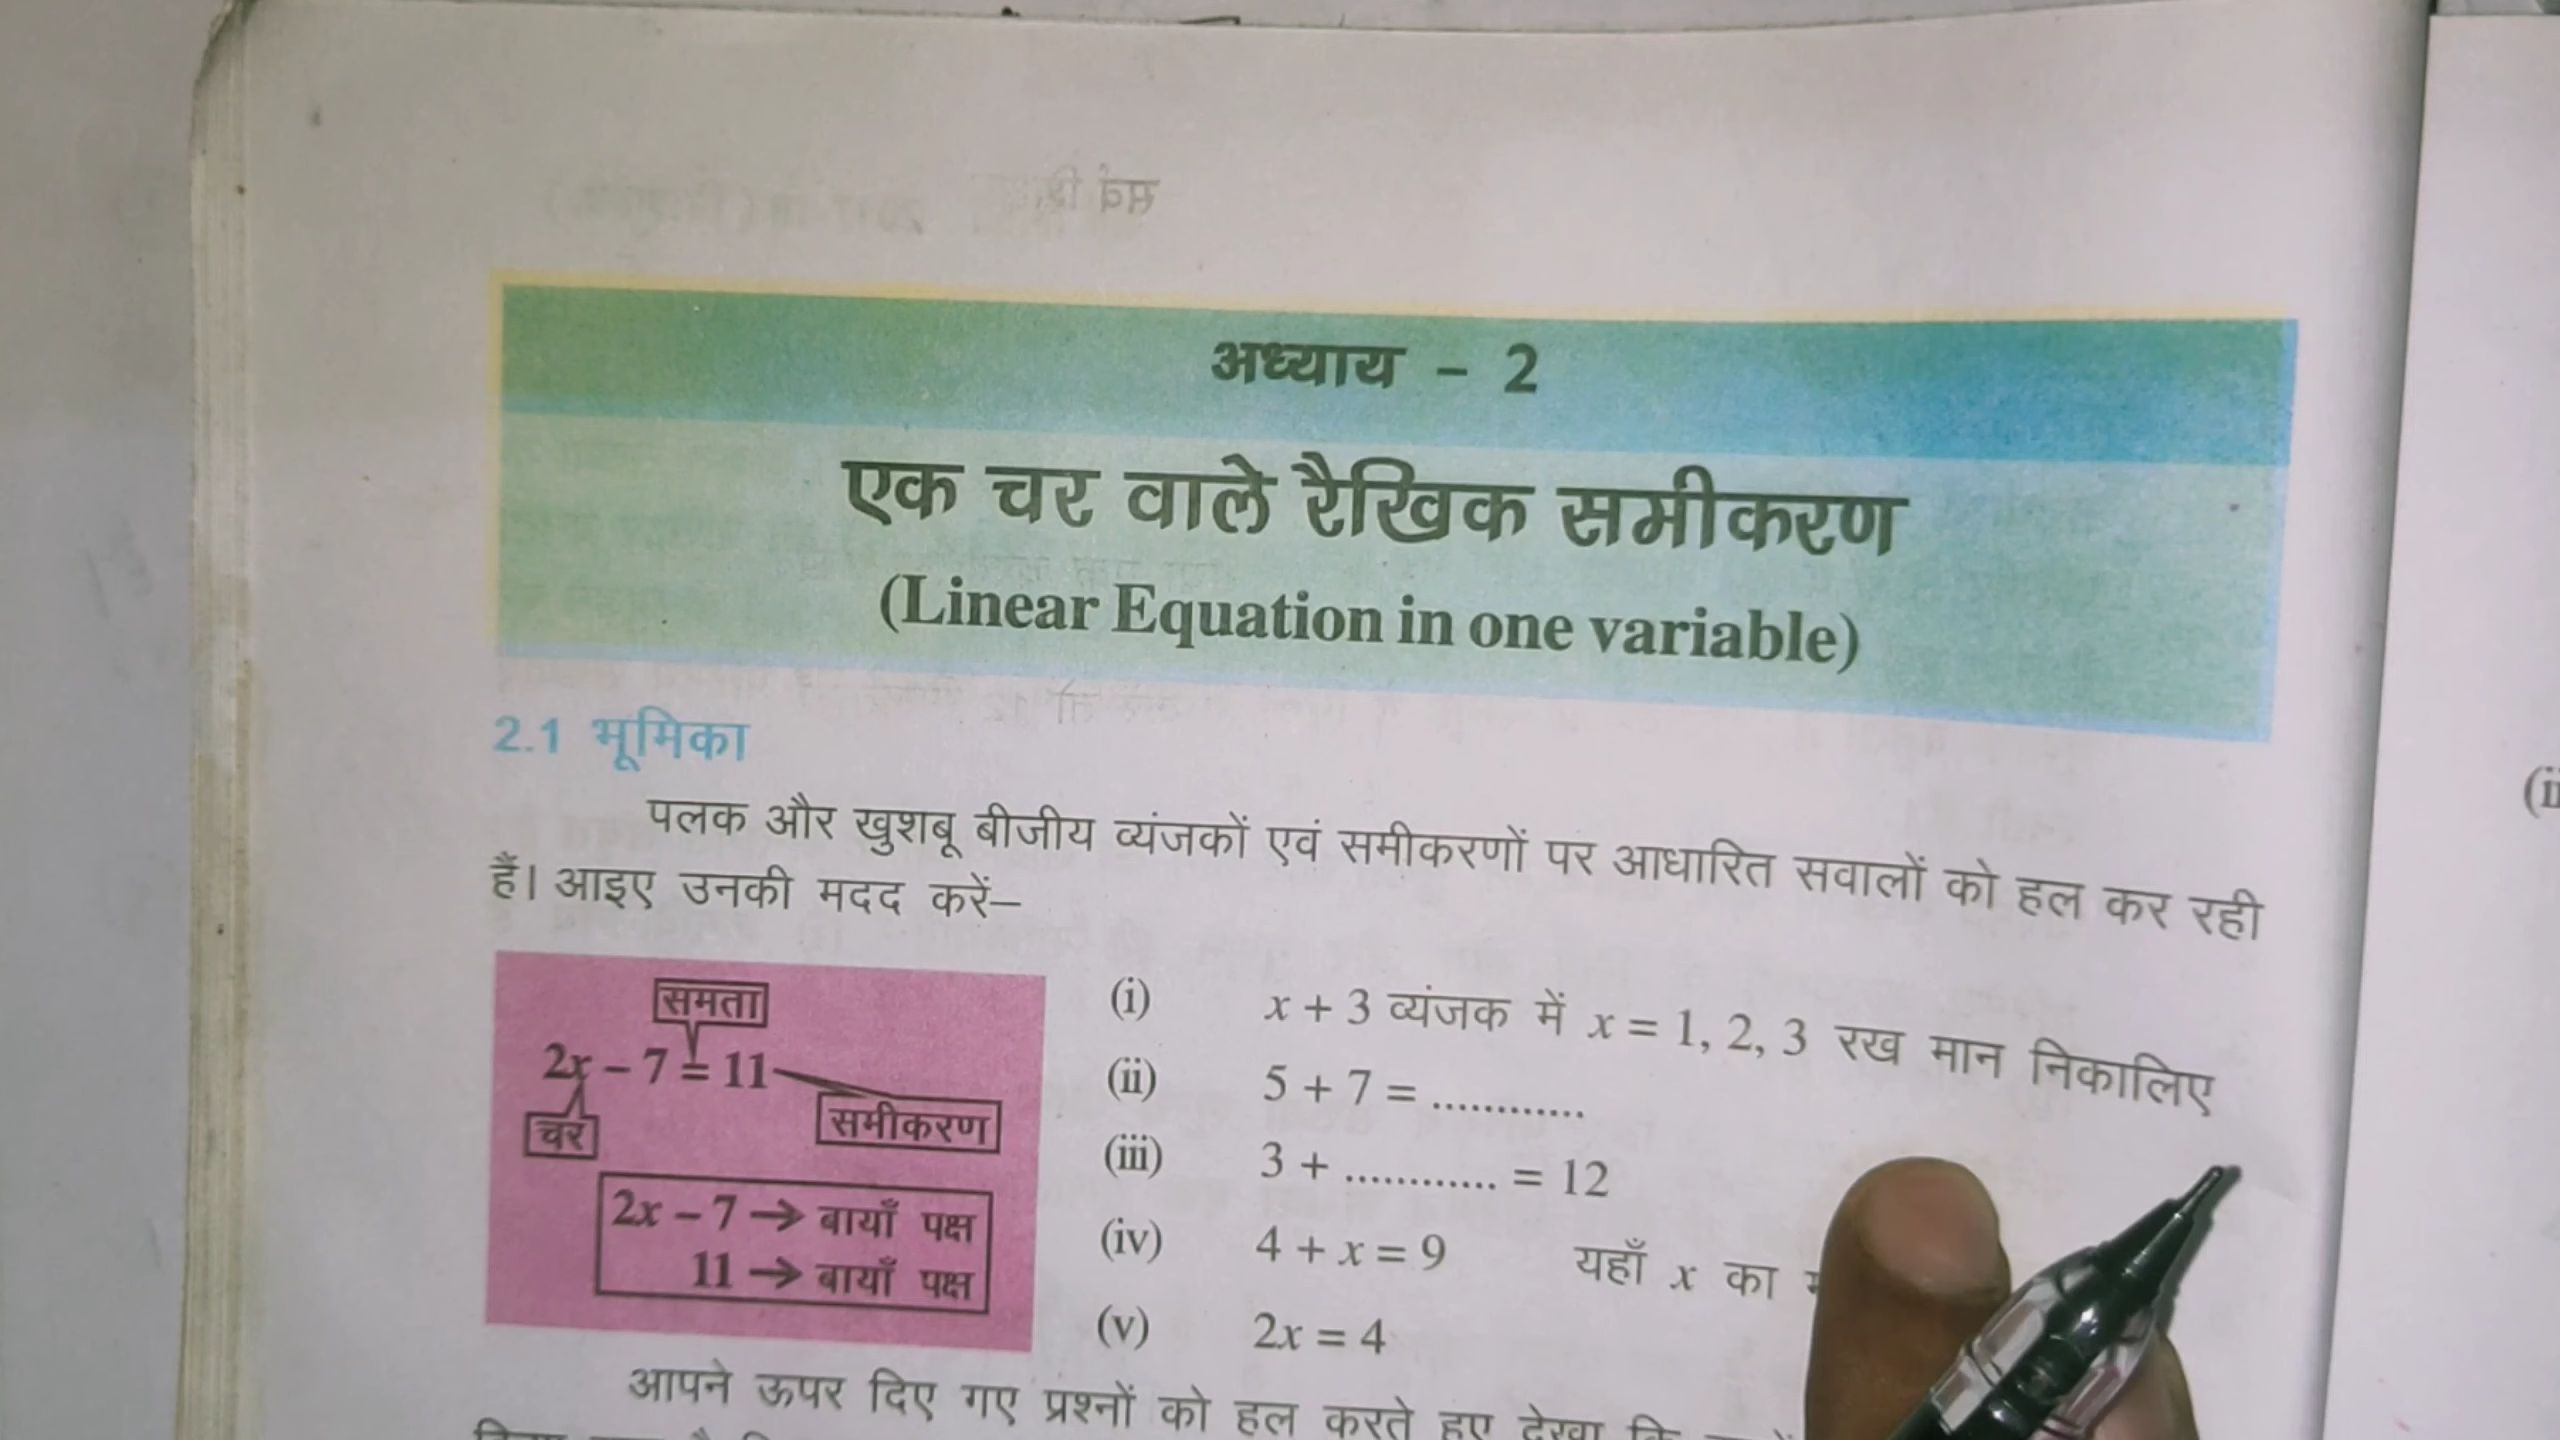 अध्याय – 2
एक चर वाले रैखिक समीकरण
(Linear Equation in one variable)
2.1 भूमिका
पलक और खुशबू बीजीय व्यंजकों एवं समीकरणों पर आधारित सवालों को हल कर रही
हैं। आइए उनकी मदद करें–
समता
2x – 7 = 11
चर
समीकरण
2x – 7 → बायाँ पक्ष
11 → बायाँ पक्ष
(i) x + 3 व्यंजक में x = 1, 2, 3 रख मान निकालिए
(ii) 5 + 7 = ............
(iii) 3 + ............ = 12
(iv) 4 + x = 9 यहाँ x का
(v) 2x = 4
आपने ऊपर दिए गए प्रश्नों को हल करते हुए देखा कि
(ii